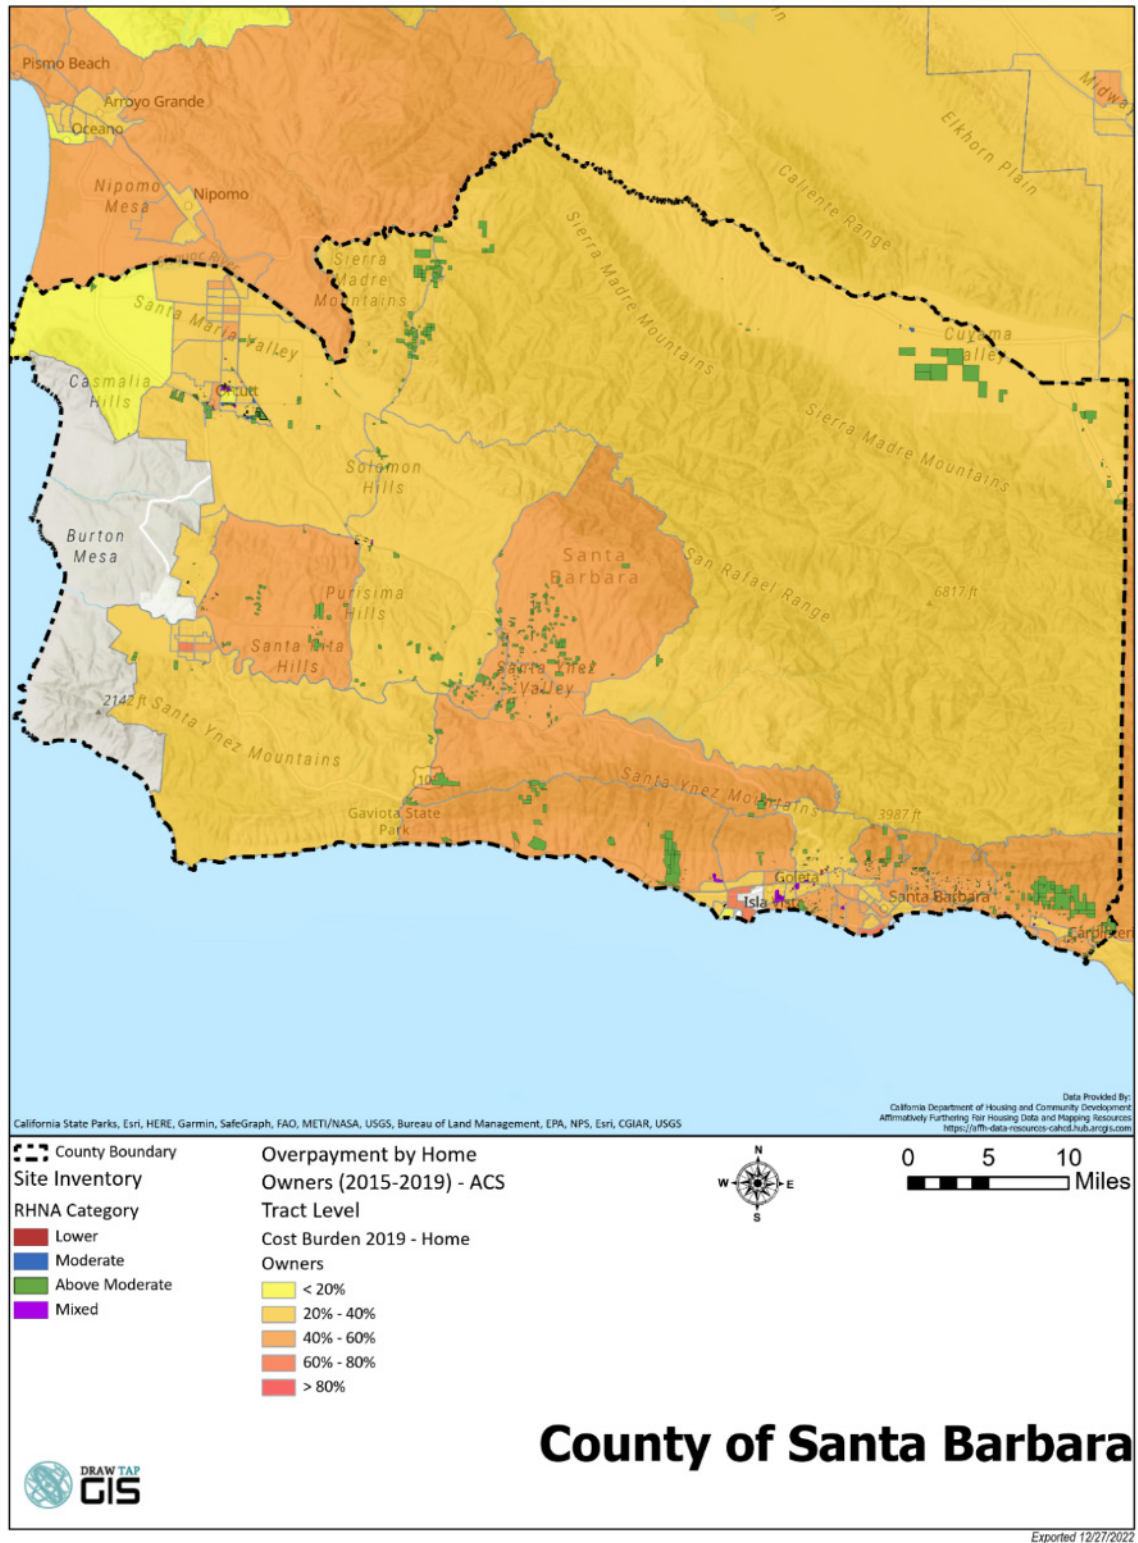 Pismo Beach
Arroyo Grande
Oceano
Midwa
Elkhorn Plain
Caliente Range
Nipomo
Mesa
Nipomo
Sierra
Madre
Mountains
Sierra Madre Mountains
Santa Maria Valley
Cuyama
alley
Casmalia
Hills
Orcutt
Sierra Madre Mountains
Solomon
Hills
Burton
Mesa
Santa
Barbara
San Rafael Range
6817 ft
Purisima
Hills
Santa Rita
Hills
Santa Ynez
Valley
2142 ft
Santa Ynez Mountains
10
Santa Ynez Mountains
Gaviota State
Park
3987 ft
Goleta
Isla Vista
Santa Barbara
Carpinteri
Data Provided By:
California Department of Housing and Community Development
Affirmatively Furthering Fair Housing Data and Mapping Resources
https://affh-data-resources-cahcd.hub.arcgis.com
California State Parks, Esri, HERE, Garmin, SafeGraph, FAO, METI/NASA, USGS, Bureau of Land Management, EPA, NPS, Esri, CGIAR, USGS
County Boundary
Site Inventory
RHNA Category
Lower
Moderate
Above Moderate
Mixed
Overpayment by Home
Owners (2015-2019) - ACS
Tract Level
Cost Burden 2019 - Home
Owners
< 20%
20% - 40%
40% - 60%
60% - 80%
> 80%
N
W E
S
0 5 10
Miles
County of Santa Barbara
DRAW TAP
GIS
Exported 12/27/2022